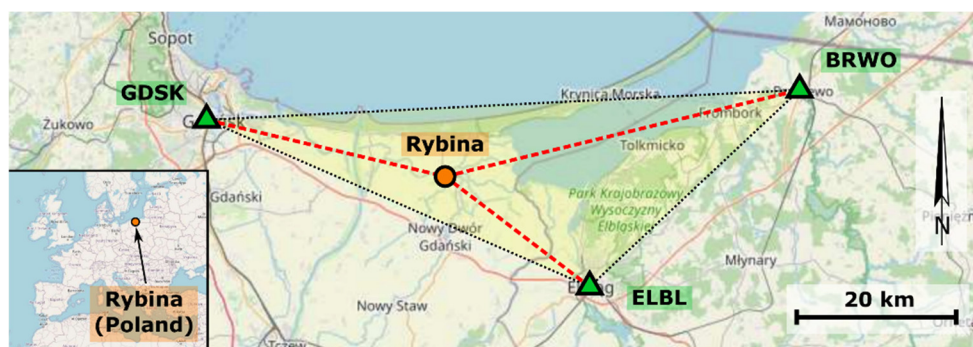 Sopot
Мамоново
BRWO
GDSK
Krynica Morska
Frombork
Żukowo
Rybina
Tolkmicko
Gdański
Park Krajobrazowy
Wysoczyzny
Elbląskiej
Nowy Dwór
Gdański
N
Młynary
Rybina
(Poland)
Nowy Staw
ELBL
20 km
Tczew